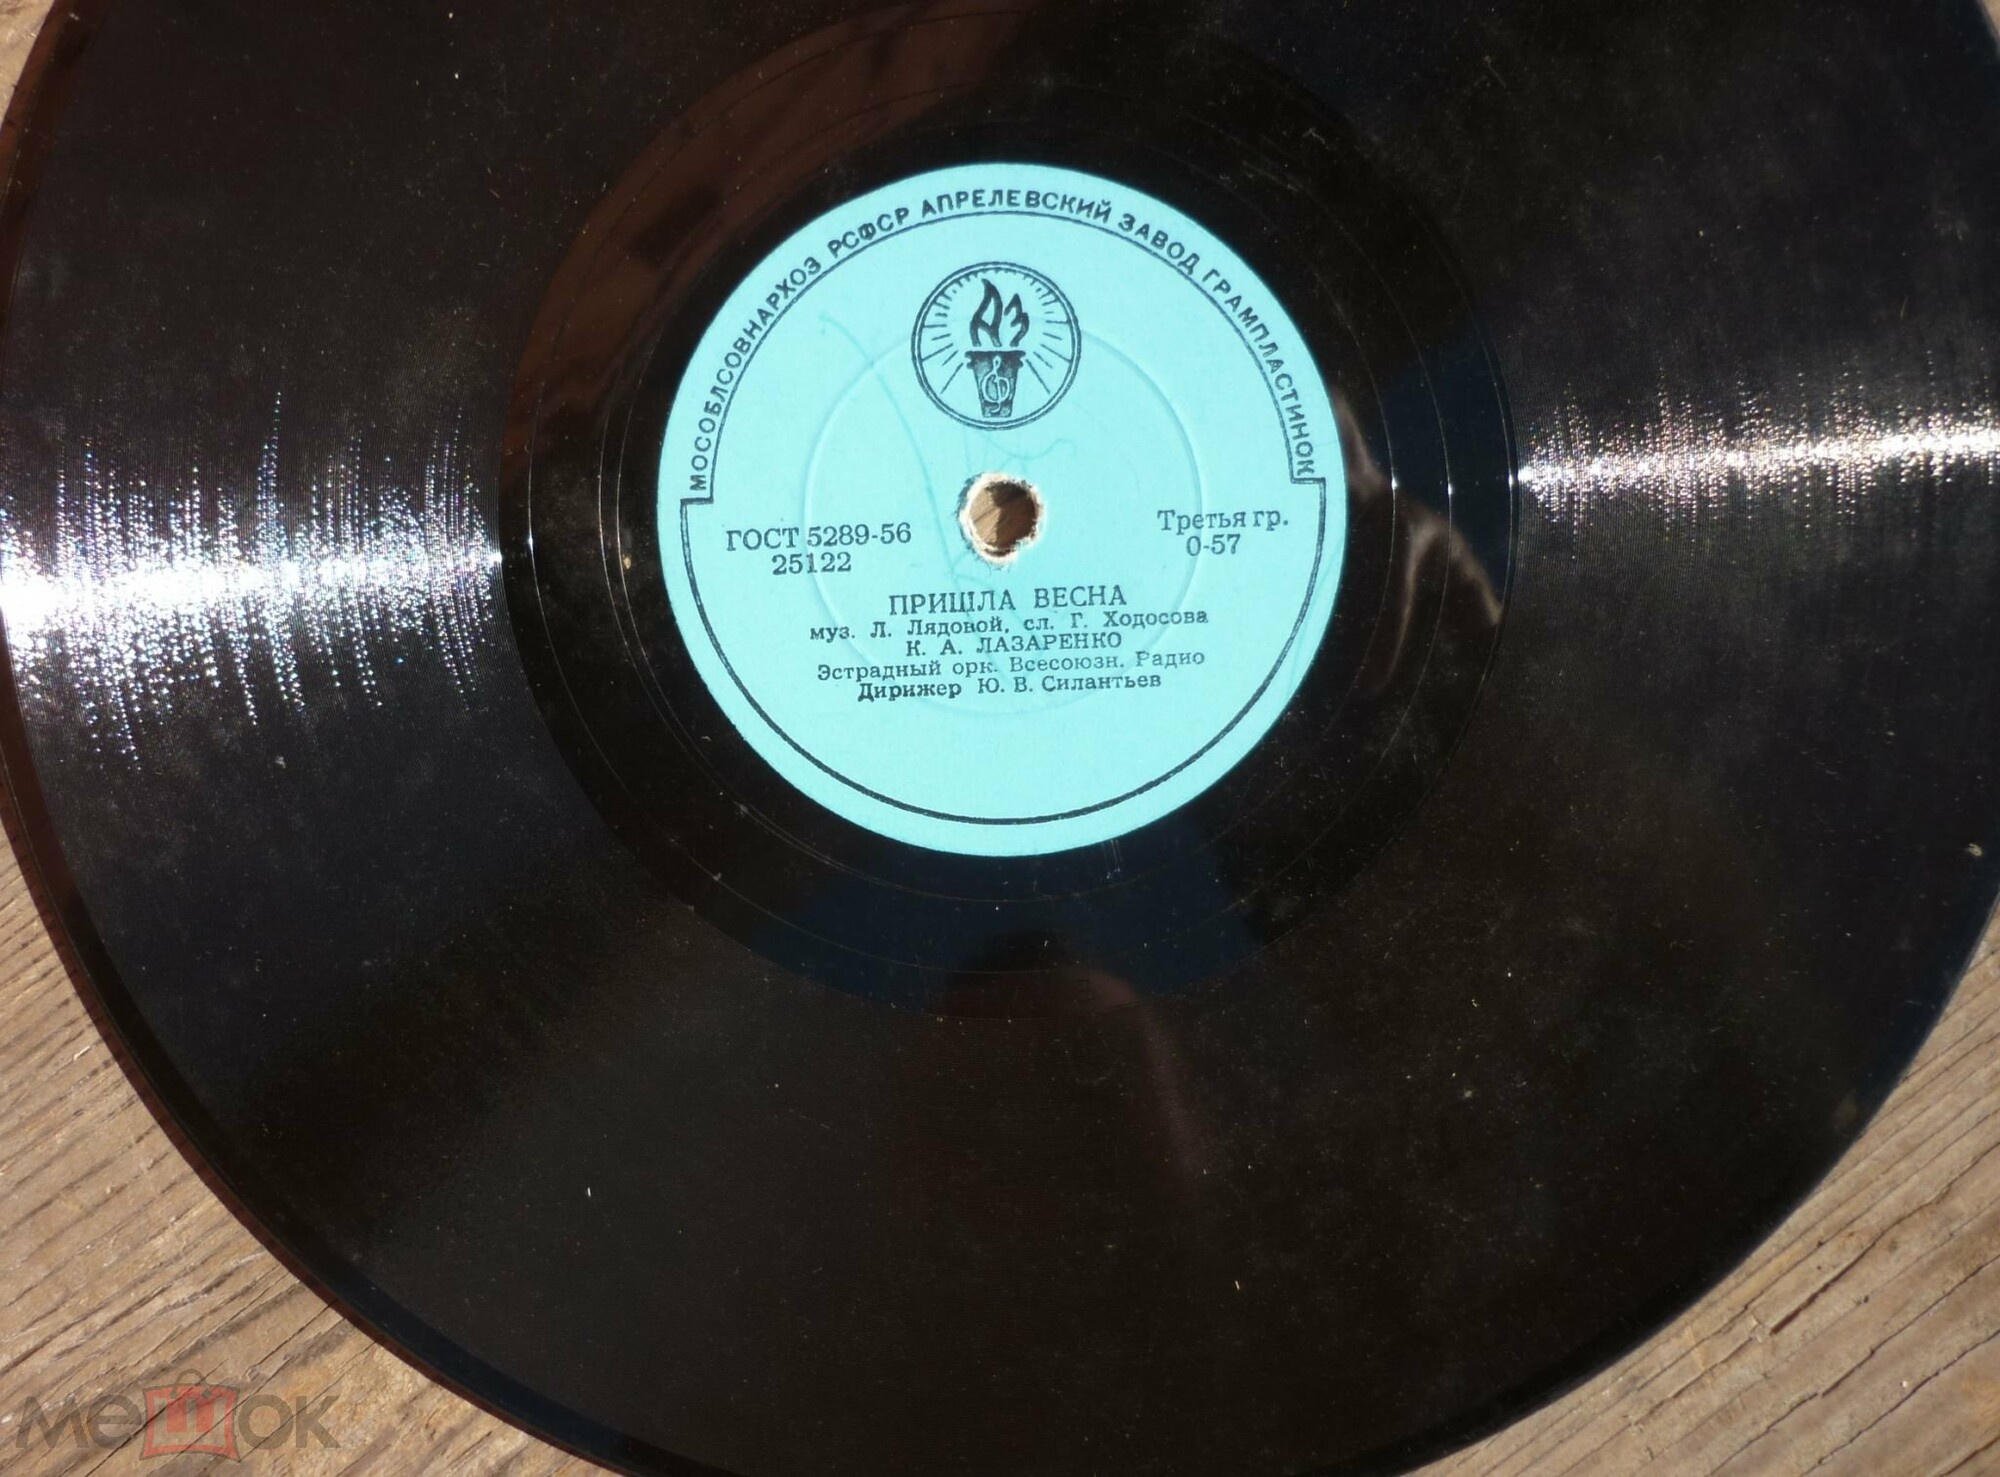 МОСОБЛСОВНАРХОЗ РСФСР АПРЕЛЕВСКИЙ ЗАВОД ГРАМПЛАСТИНОК
АЗ
ГОСТ 5289-56
25122
Третья гр.
0-57
ПРИШЛА ВЕСНА
муз. Л. Лядовой, сл. Г. Ходосова
К. А. ЛАЗАРЕНКО
Эстрадный орк. Всесоюзн. Радио
Дирижер Ю. В. Силантьев
мешок